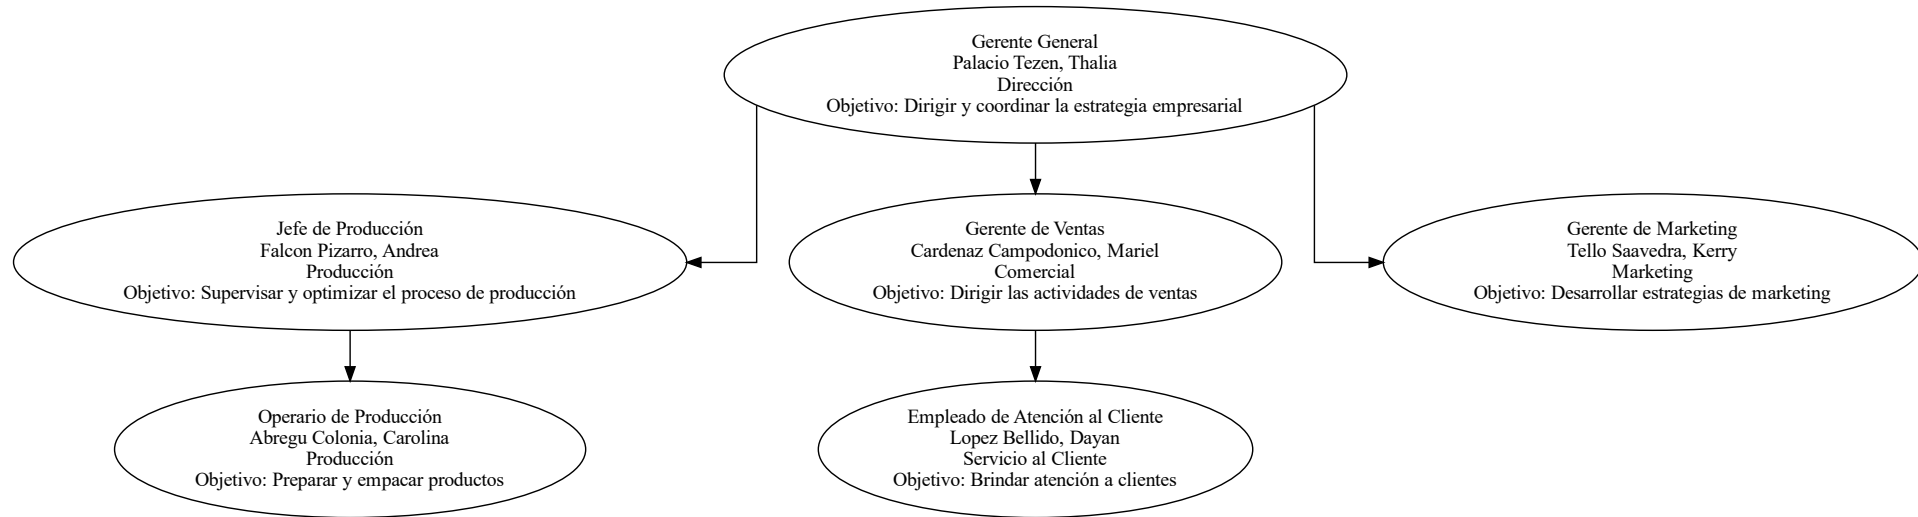 Gerente General
Palacio Tezen, Thalia
Dirección
Objetivo: Dirigir y coordinar la estrategia empresarial
Jefe de Producción
Falcon Pizarro, Andrea
Producción
Objetivo: Supervisar y optimizar el proceso de producción
Gerente de Ventas
Cardenaz Campodonico, Mariel
Comercial
Objetivo: Dirigir las actividades de ventas
Gerente de Marketing
Tello Saavedra, Kerry
Marketing
Objetivo: Desarrollar estrategias de marketing
Operario de Producción
Abregu Colonia, Carolina
Producción
Objetivo: Preparar y empacar productos
Empleado de Atención al Cliente
Lopez Bellido, Dayan
Servicio al Cliente
Objetivo: Brindar atención a clientes